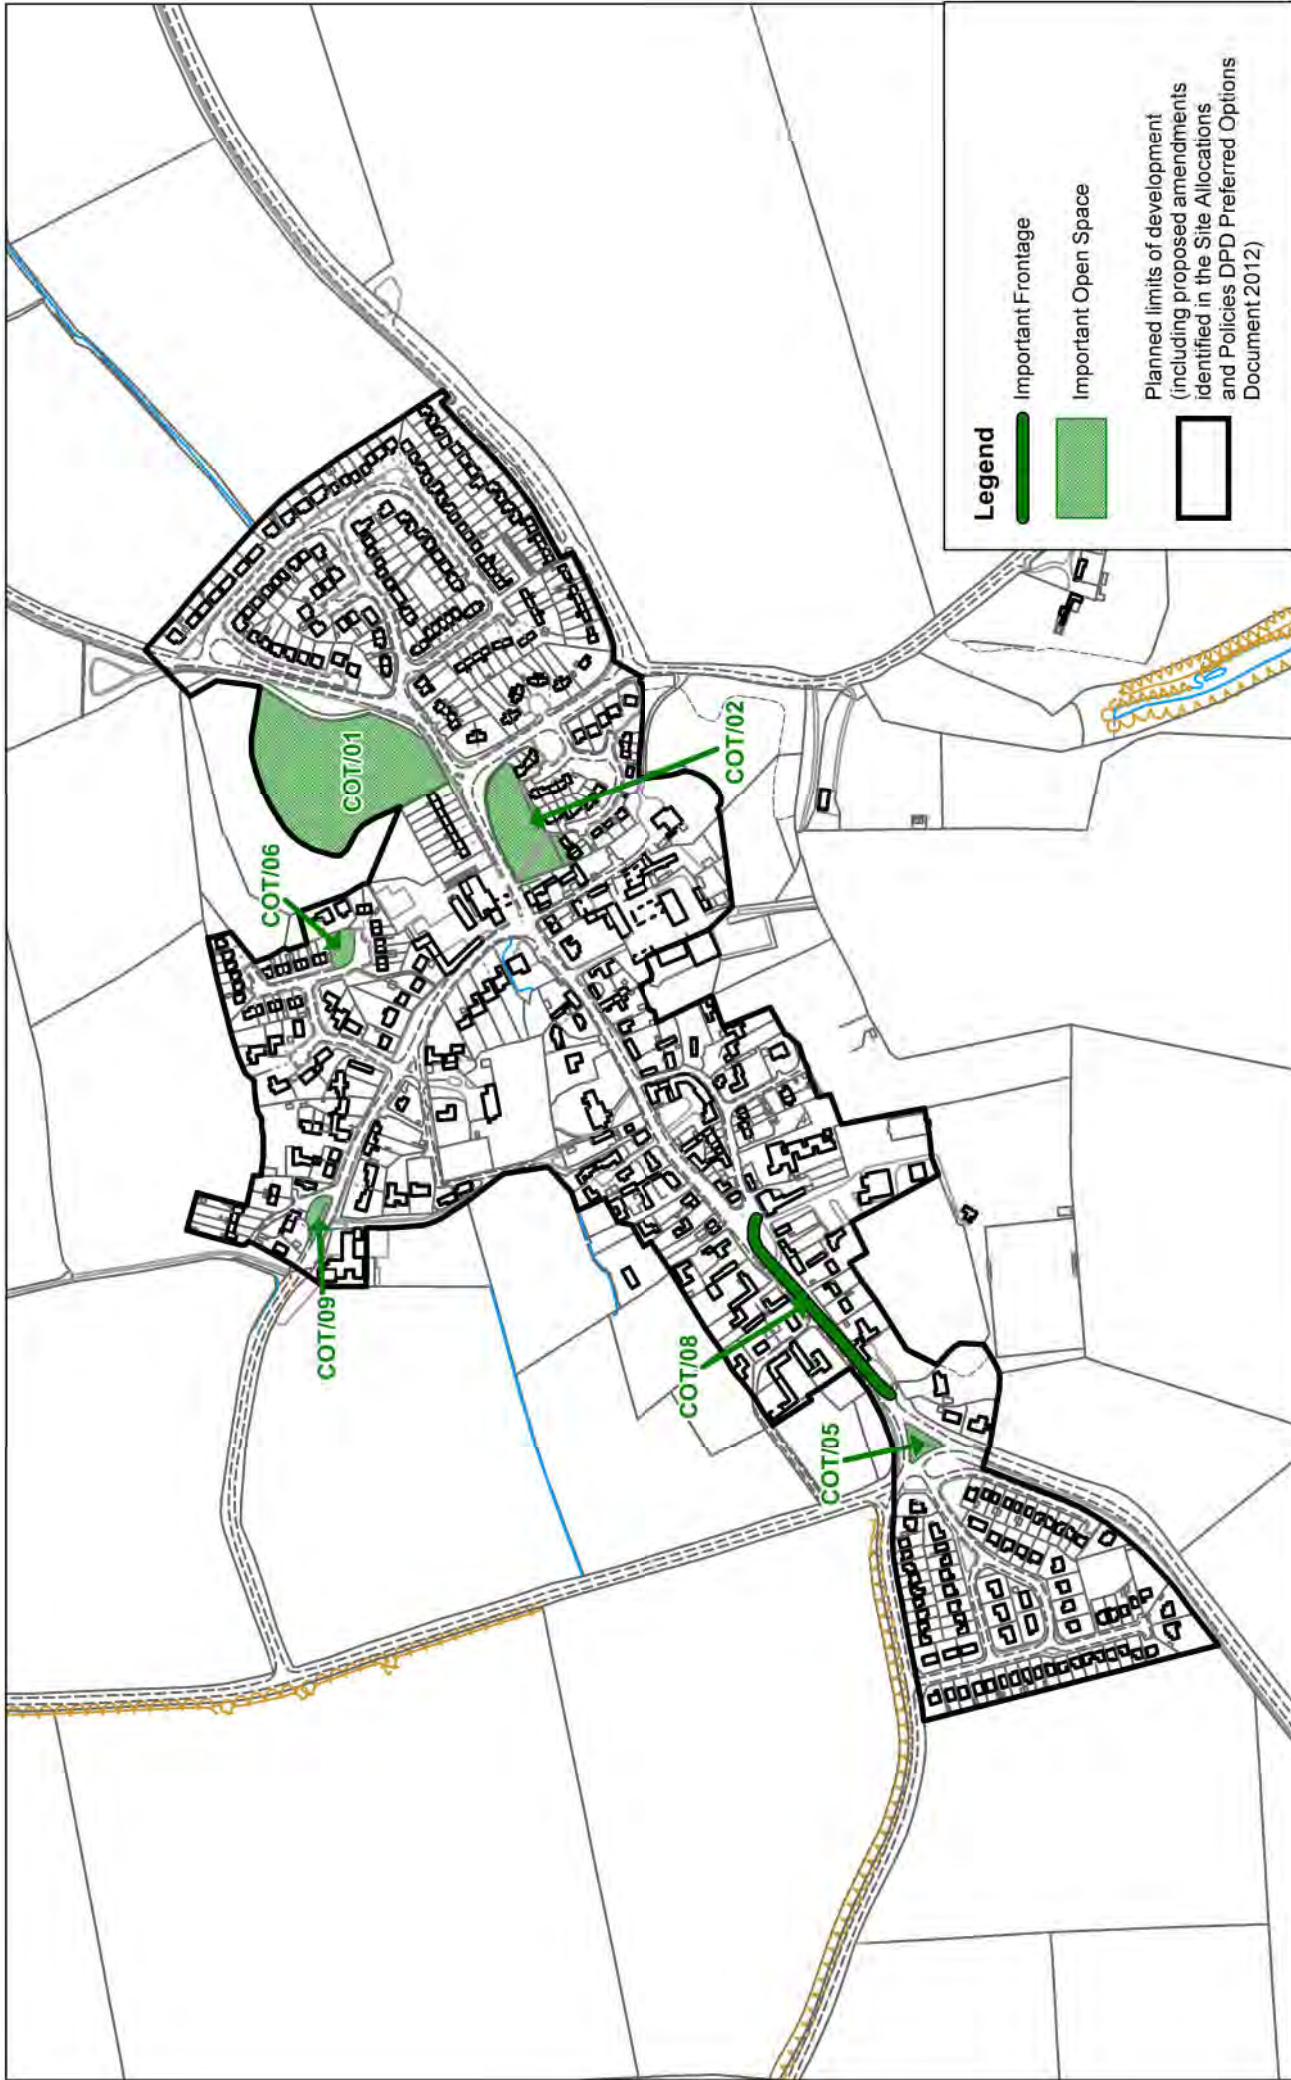 COT/01
COT/06
COT/02
COT/09
COT/08
COT/05
Legend
Important Frontage
Important Open Space
Planned limits of development
(including proposed amendments
identified in the Site Allocations
and Policies DPD Preferred Options
Document 2012)